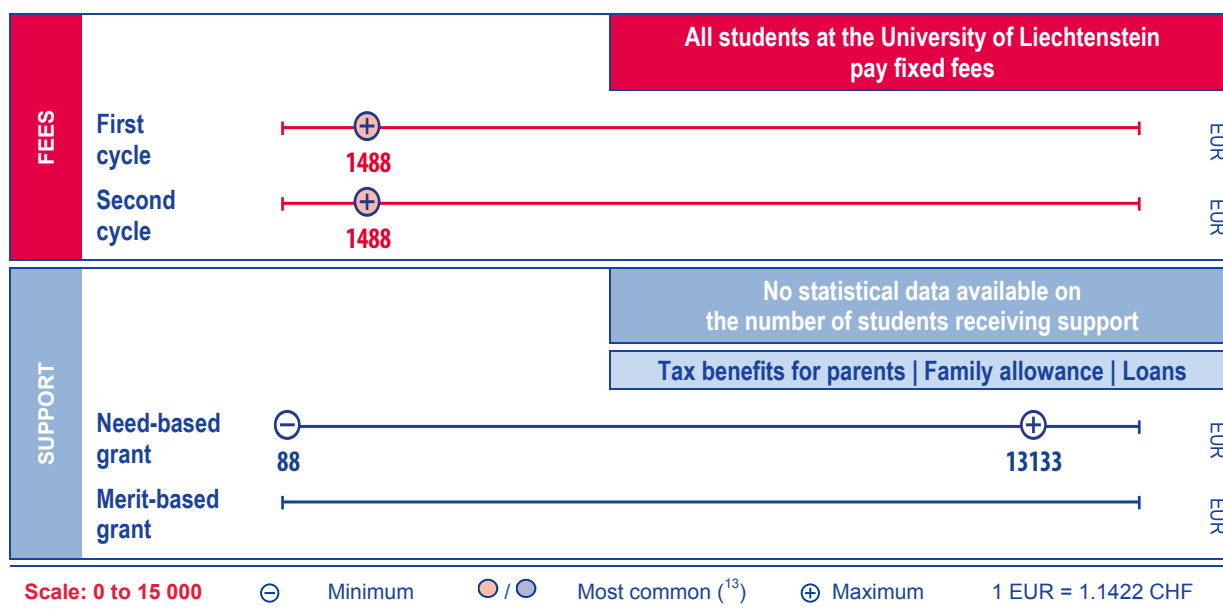 All students at the University of Liechtenstein
pay fixed fees
FEES
First
cycle
1488
EUR
Second
cycle
1488
EUR
No statistical data available on
the number of students receiving support
Tax benefits for parents | Family allowance | Loans
SUPPORT
Need-based
grant
88
13133
EUR
Merit-based
grant
EUR
Scale: 0 to 15 000 Minimum / Most common (13) Maximum 1 EUR = 1.1422 CHF